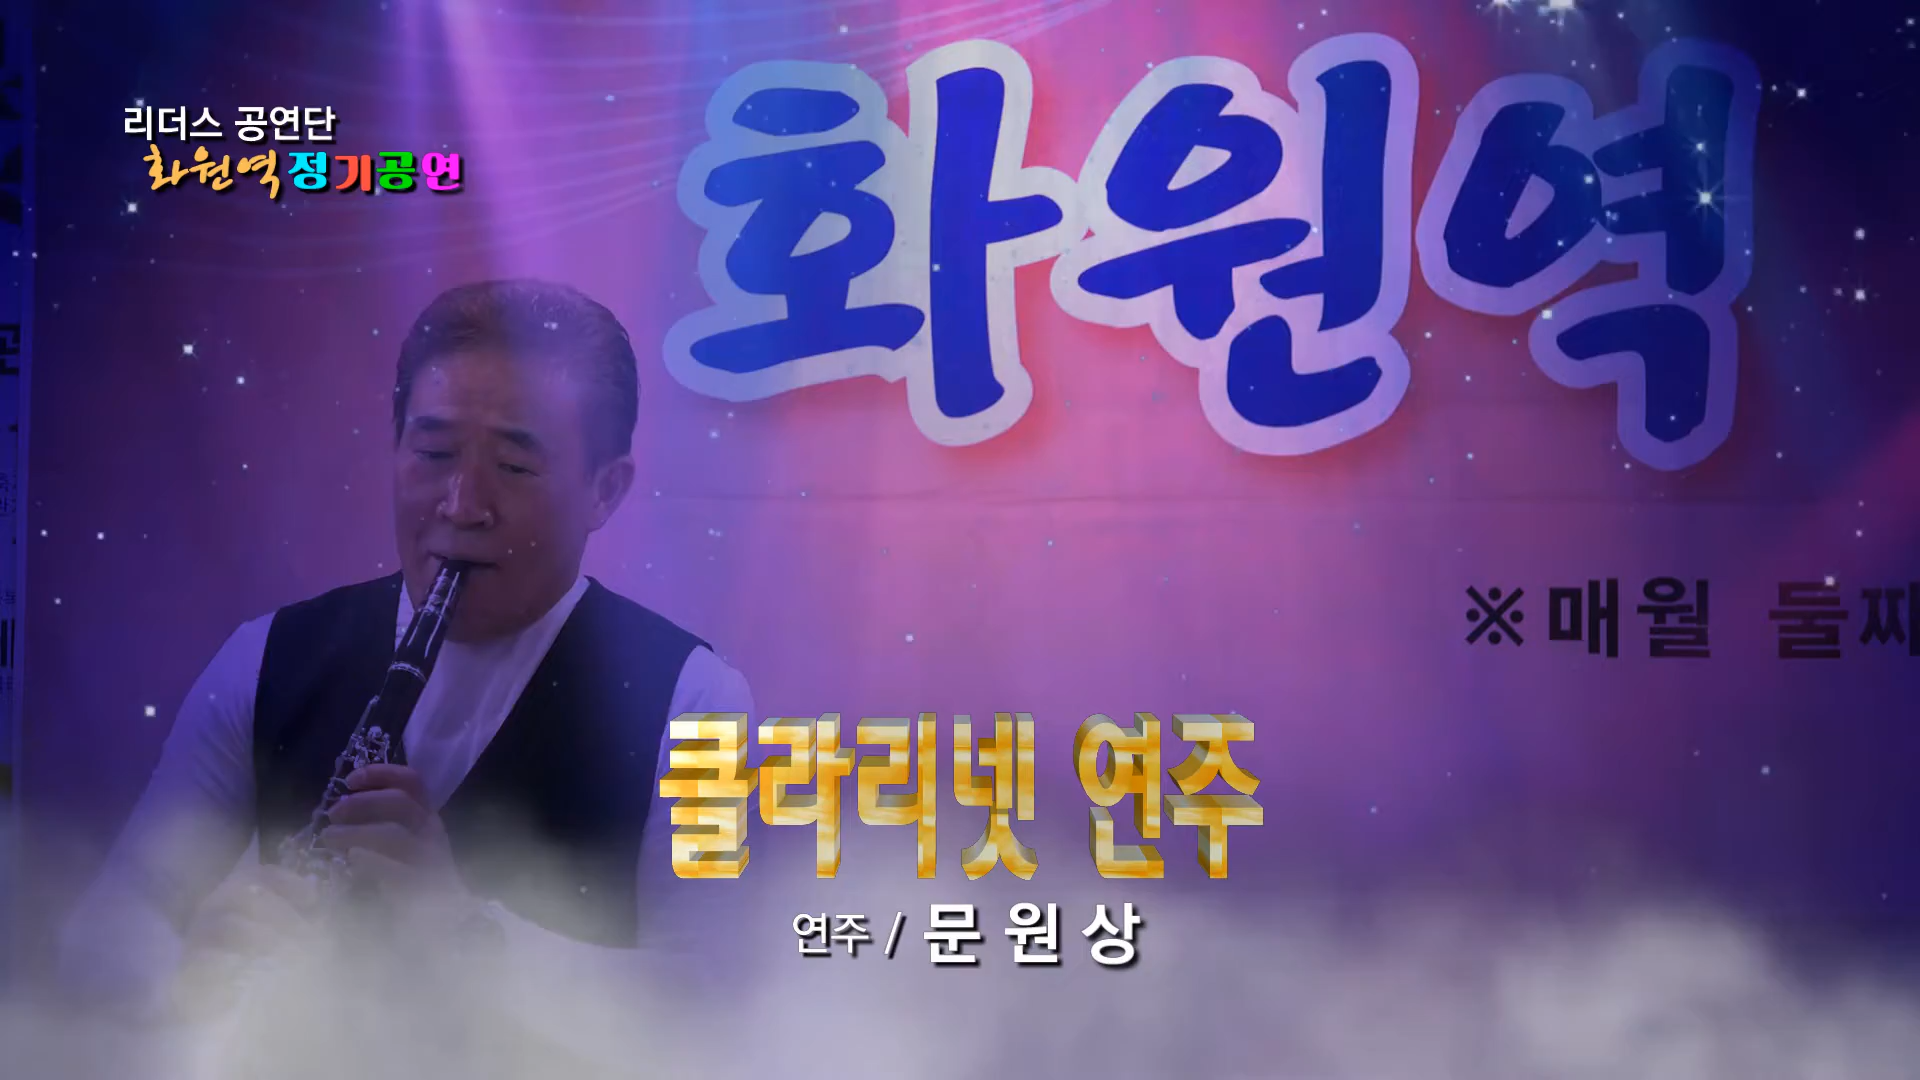 리더스 공연단
화원역 정기공연
화원역
※매월 둘째
클라리넷 연주
연주 / 문원상